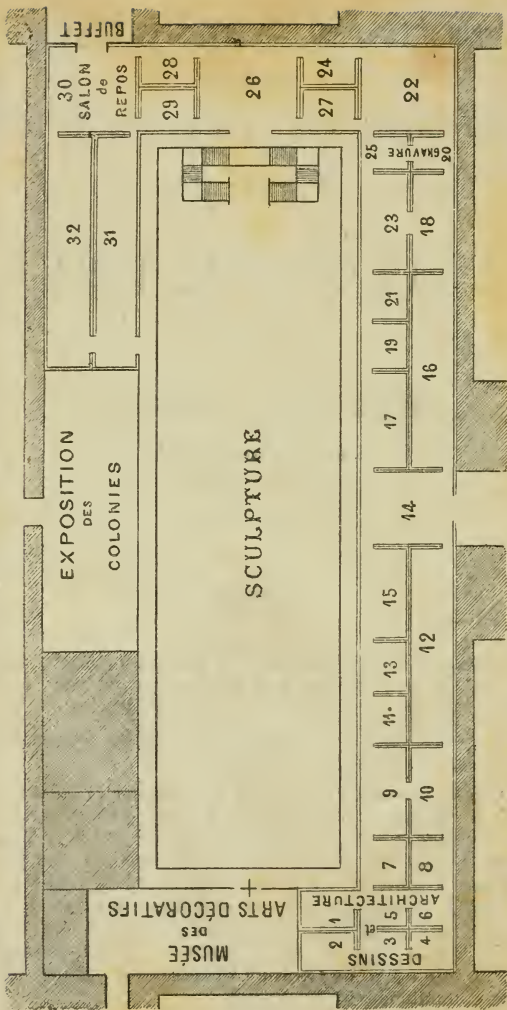 BUFFET
30
SALON
de
REPOS
28
29
26
24
27
22
32
31
25
GRAVURE
20
23
18
21
19
17
16
EXPOSITION
DES
COLONIES
SCULPTURE
14
15
13
11
12
9
10
7
8
MUSÉE
DES
ARTS DÉCORATIFS
DESSINS
et
ARCHITECTURE
1
2
3
4
5
6